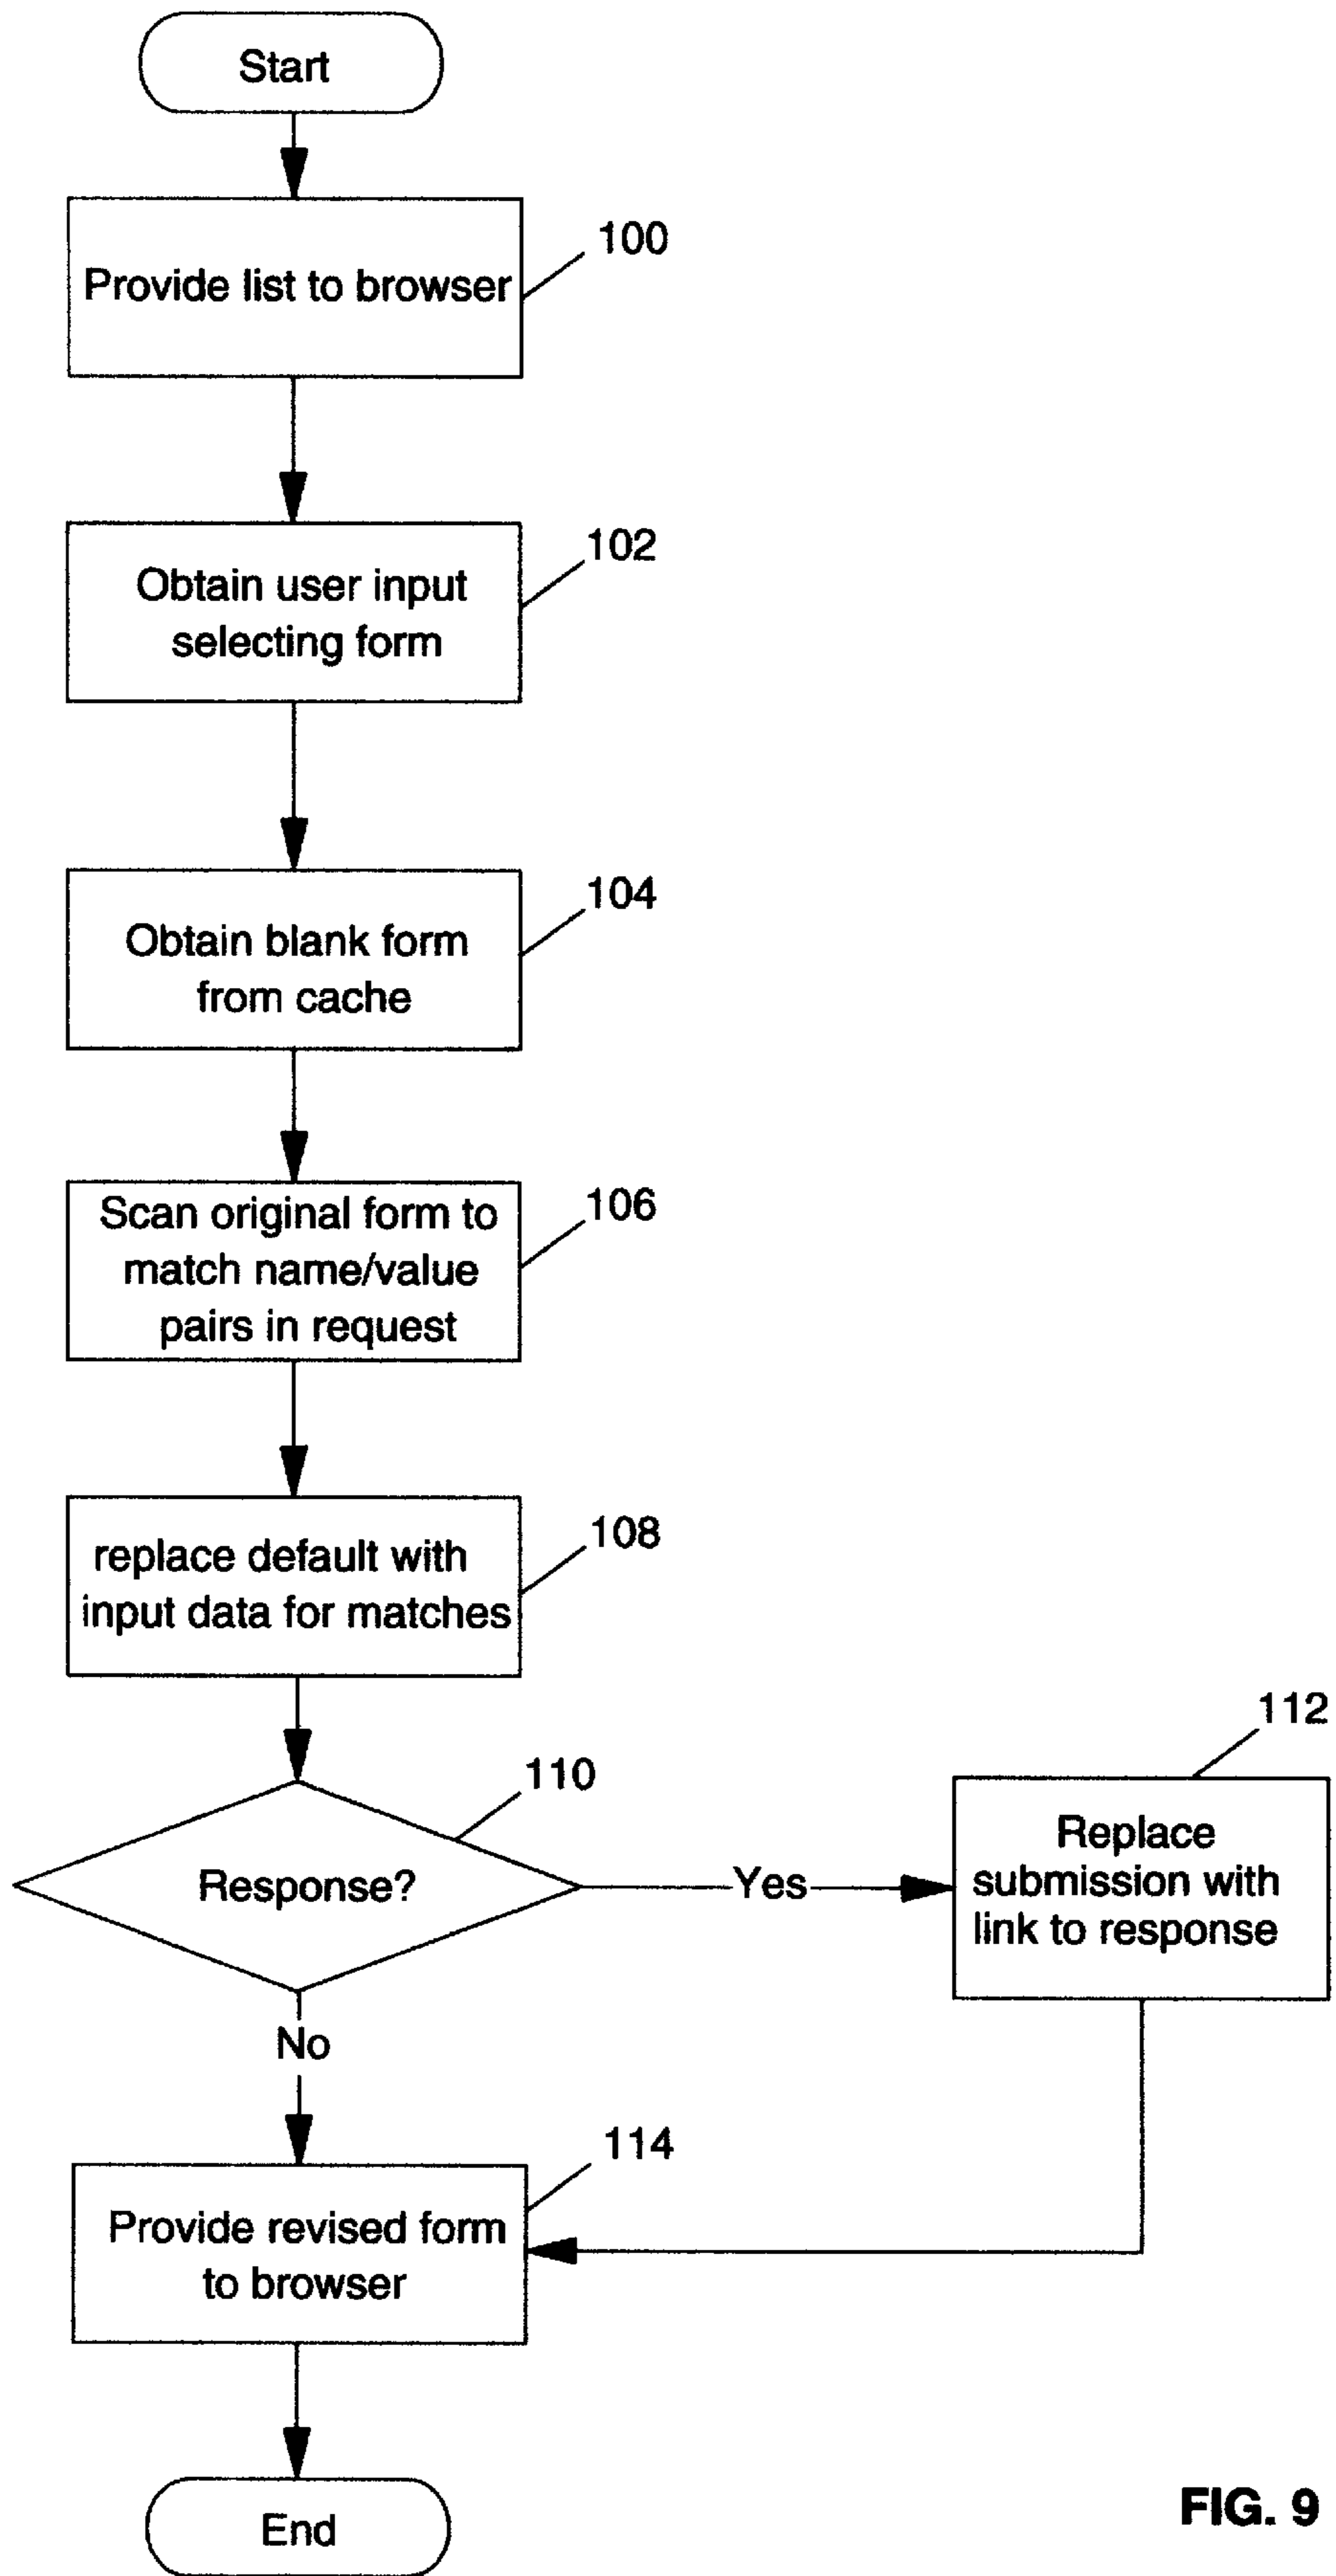 Start
Provide list to browser
100
Obtain user input
selecting form
102
Obtain blank form
from cache
104
Scan original form to
match name/value
pairs in request
106
replace default with
input data for matches
108
Response?
110
Yes
112
Replace
submission with
link to response
No
114
Provide revised form
to browser
End
FIG. 9